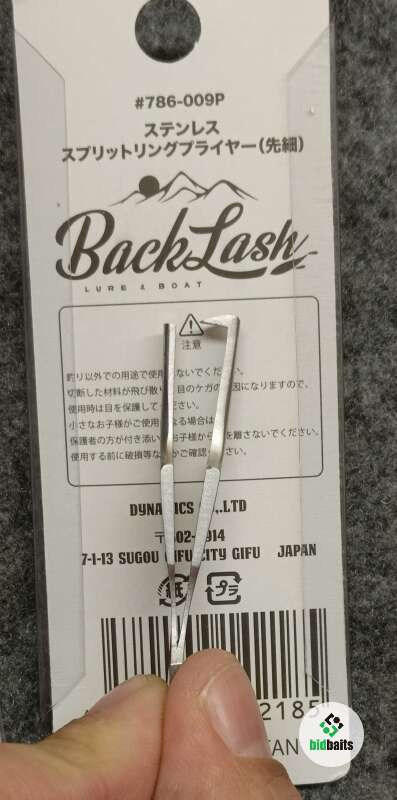 #786-009P
ステンレス
スプリットリングプライヤー(先細)
BackLash
LURE & BOAT
注意
釣り以外での用途で使用 ないでください。
切断した材料が飛び散り 目のケガの 因になりますので、
使用時は目を保護して ださい。
小さなお子様がご使用 なる場合は
保護者の方が付き添い お子様から を離さないでください。
使用する前に破損等な かご確認ください。
DYNAMICS ,.LTD
〒 02- 914
7-1-13 SUGOU GIFU CITY GIFU JAPAN
紙 プラ
2185
TAN
bidbaits